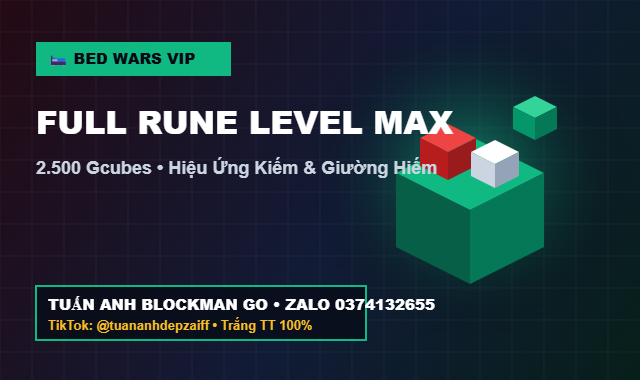 BED WARS VIP
FULL RUNE LEVEL MAX
2.500 Gcubes • Hiệu Ứng Kiếm & Giường Hiếm
TUẤN ANH BLOCKMAN GO • ZALO 0374132655
TikTok: @tuananhdepzaiff • Trắng TT 100%